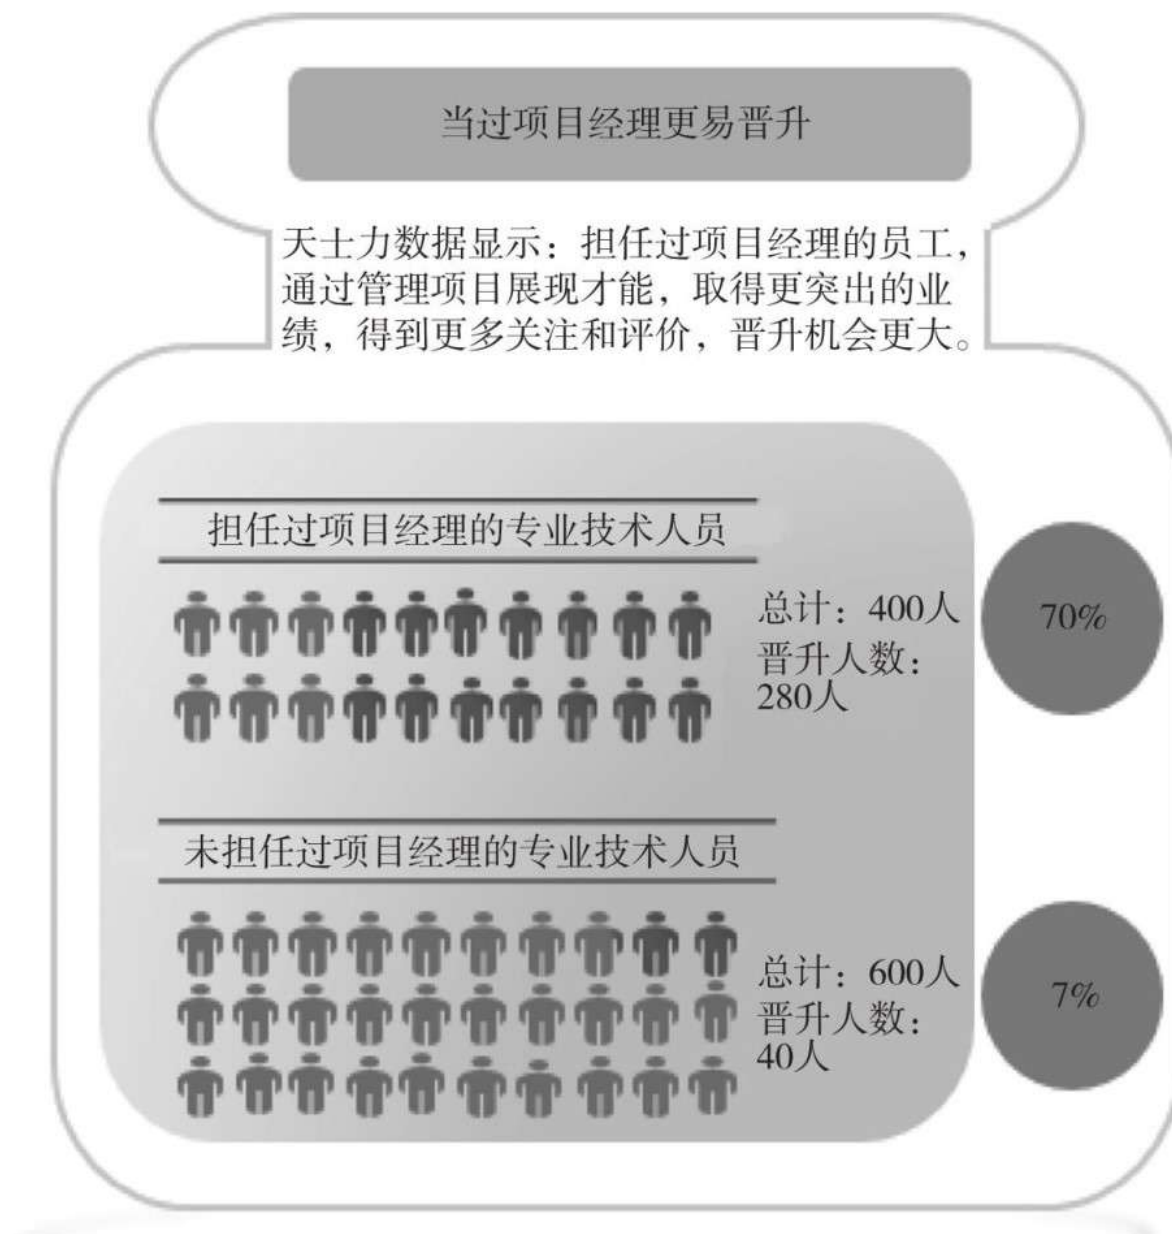 当过项目经理更易晋升
天士力数据显示：担任过项目经理的员工，
通过管理项目展现才能，取得更突出的业
绩，得到更多关注和评价，晋升机会更大。
担任过项目经理的专业技术人员
总计：400人
晋升人数：
280人
70%
未担任过项目经理的专业技术人员
总计：600人
晋升人数：
40人
7%